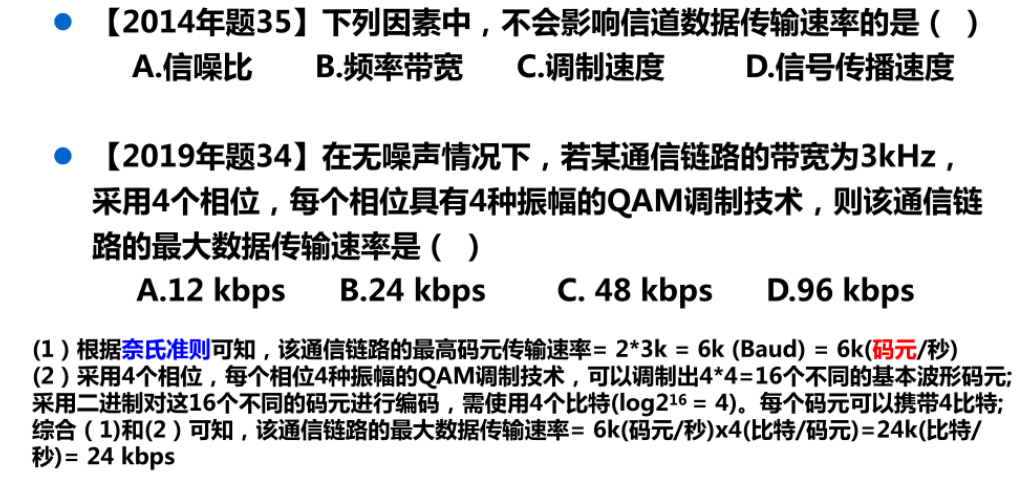 【2014年题35】下列因素中，不会影响信道数据传输速率的是（ ）
A.信噪比 B.频率带宽 C.调制速度 D.信号传播速度
【2019年题34】在无噪声情况下，若某通信链路的带宽为3kHz，
采用4个相位，每个相位具有4种振幅的QAM调制技术，则该通信链
路的最大数据传输速率是（ ）
A.12 kbps B.24 kbps C. 48 kbps D.96 kbps
(1）根据奈氏准则可知，该通信链路的最高码元传输速率= 2*3k = 6k (Baud) = 6k(码元/秒)
(2）采用4个相位，每个相位4种振幅的QAM调制技术，可以调制出4*4=16个不同的基本波形码元;
采用二进制对这16个不同的码元进行编码，需使用4个比特(log2¹⁶ = 4)。每个码元可以携带4比特;
综合（1)和(2）可知，该通信链路的最大数据传输速率= 6k(码元/秒)x4(比特/码元)=24k(比特/
秒)= 24 kbps